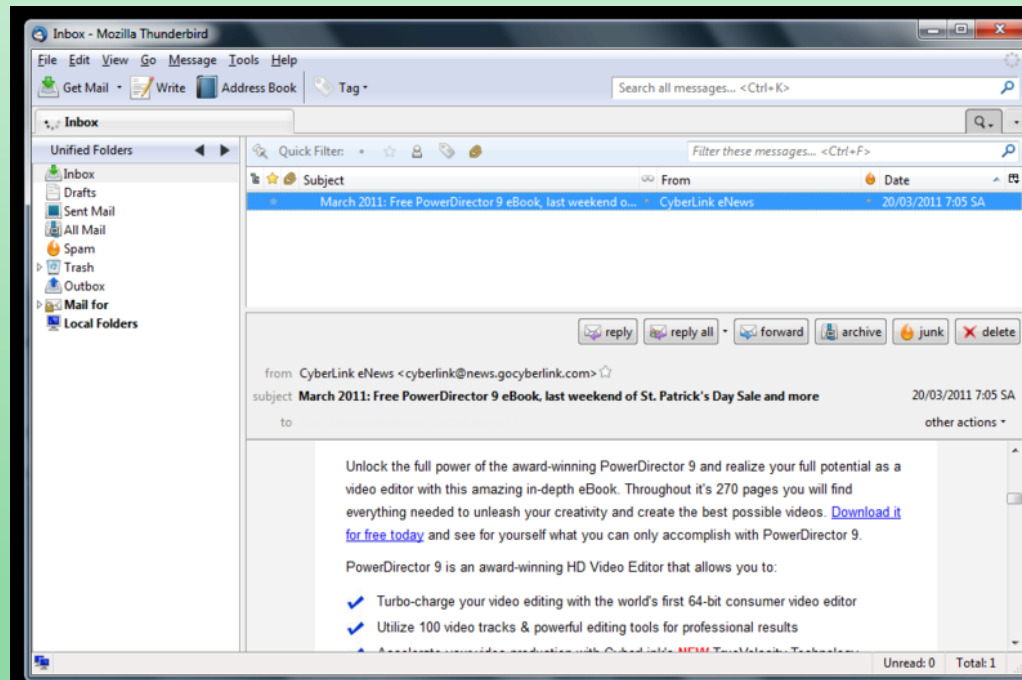 Inbox - Mozilla Thunderbird
File Edit View Go Message Tools Help
Get Mail Write Address Book Tag Search all messages... <Ctrl+K>
Inbox
Unified Folders Quick Filter: Filter these messages... <Ctrl+F>
Inbox
Subject From Date
Drafts
March 2011: Free PowerDirector 9 eBook, last weekend o... CyberLink eNews 20/03/2011 7:05 SA
Sent Mail
All Mail
Spam
Trash
Outbox
Mail for
Local Folders
reply reply all forward archive junk delete
from CyberLink eNews <cyberlink@news.gocyberlink.com>
subject March 2011: Free PowerDirector 9 eBook, last weekend of St. Patrick's Day Sale and more 20/03/2011 7:05 SA
to other actions
Unlock the full power of the award-winning PowerDirector 9 and realize your full potential as a
video editor with this amazing in-depth eBook. Throughout it's 270 pages you will find
everything needed to unleash your creativity and create the best possible videos. Download it
for free today and see for yourself what you can only accomplish with PowerDirector 9.
PowerDirector 9 is an award-winning HD Video Editor that allows you to:
Turbo-charge your video editing with the world's first 64-bit consumer video editor
Utilize 100 video tracks & powerful editing tools for professional results
Accelerate your video production with CyberLink's NEW TrueVelocity Technology
Unread: 0 Total: 1